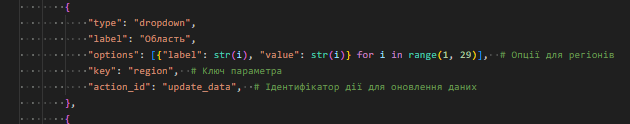 {
"type": "dropdown",
"label": "Область",
"options": [{"label": str(i), "value": str(i)} for i in range(1, 29)], # Опції для регіонів
"key": "region", # Ключ параметра
"action_id": "update_data", # Ідентифікатор дії для оновлення даних
},
{